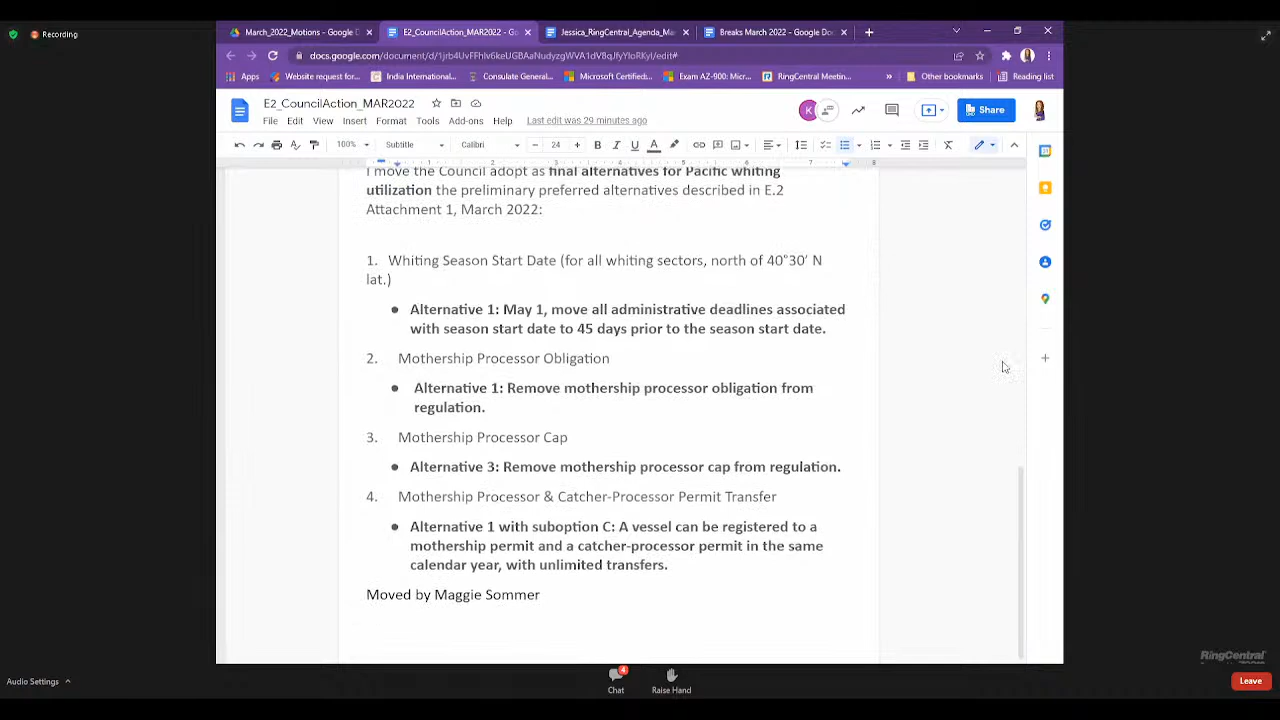 Recording
March_2022_Motions - Google D
E2_CouncilAction_MAR2022 - Go
Jessica_RingCentral_Agenda_Ma
Breaks March 2022 - Google Do
Apps
Website request for...
India International...
Consulate General...
Microsoft Certified...
Exam AZ-900: Micr...
RingCentral Meetin...
Other bookmarks
Reading list
E2_CouncilAction_MAR2022
File Edit View Insert Format Tools Add-ons Help Last edit was 29 minutes ago
K
Share
100% Subtitle Calibri 24 B I U A
1 2 3 4 5 6 7 8
I move the Council adopt as final alternatives for Pacific whiting
utilization the preliminary preferred alternatives described in E.2
Attachment 1, March 2022:
1. Whiting Season Start Date (for all whiting sectors, north of 40°30’ N
lat.)
● Alternative 1: May 1, move all administrative deadlines associated
with season start date to 45 days prior to the season start date.
2. Mothership Processor Obligation
● Alternative 1: Remove mothership processor obligation from
regulation.
3. Mothership Processor Cap
● Alternative 3: Remove mothership processor cap from regulation.
4. Mothership Processor & Catcher-Processor Permit Transfer
● Alternative 1 with suboption C: A vessel can be registered to a
mothership permit and a catcher-processor permit in the same
calendar year, with unlimited transfers.
Moved by Maggie Sommer
RingCentral
Audio Settings
4
Chat
Raise Hand
Leave